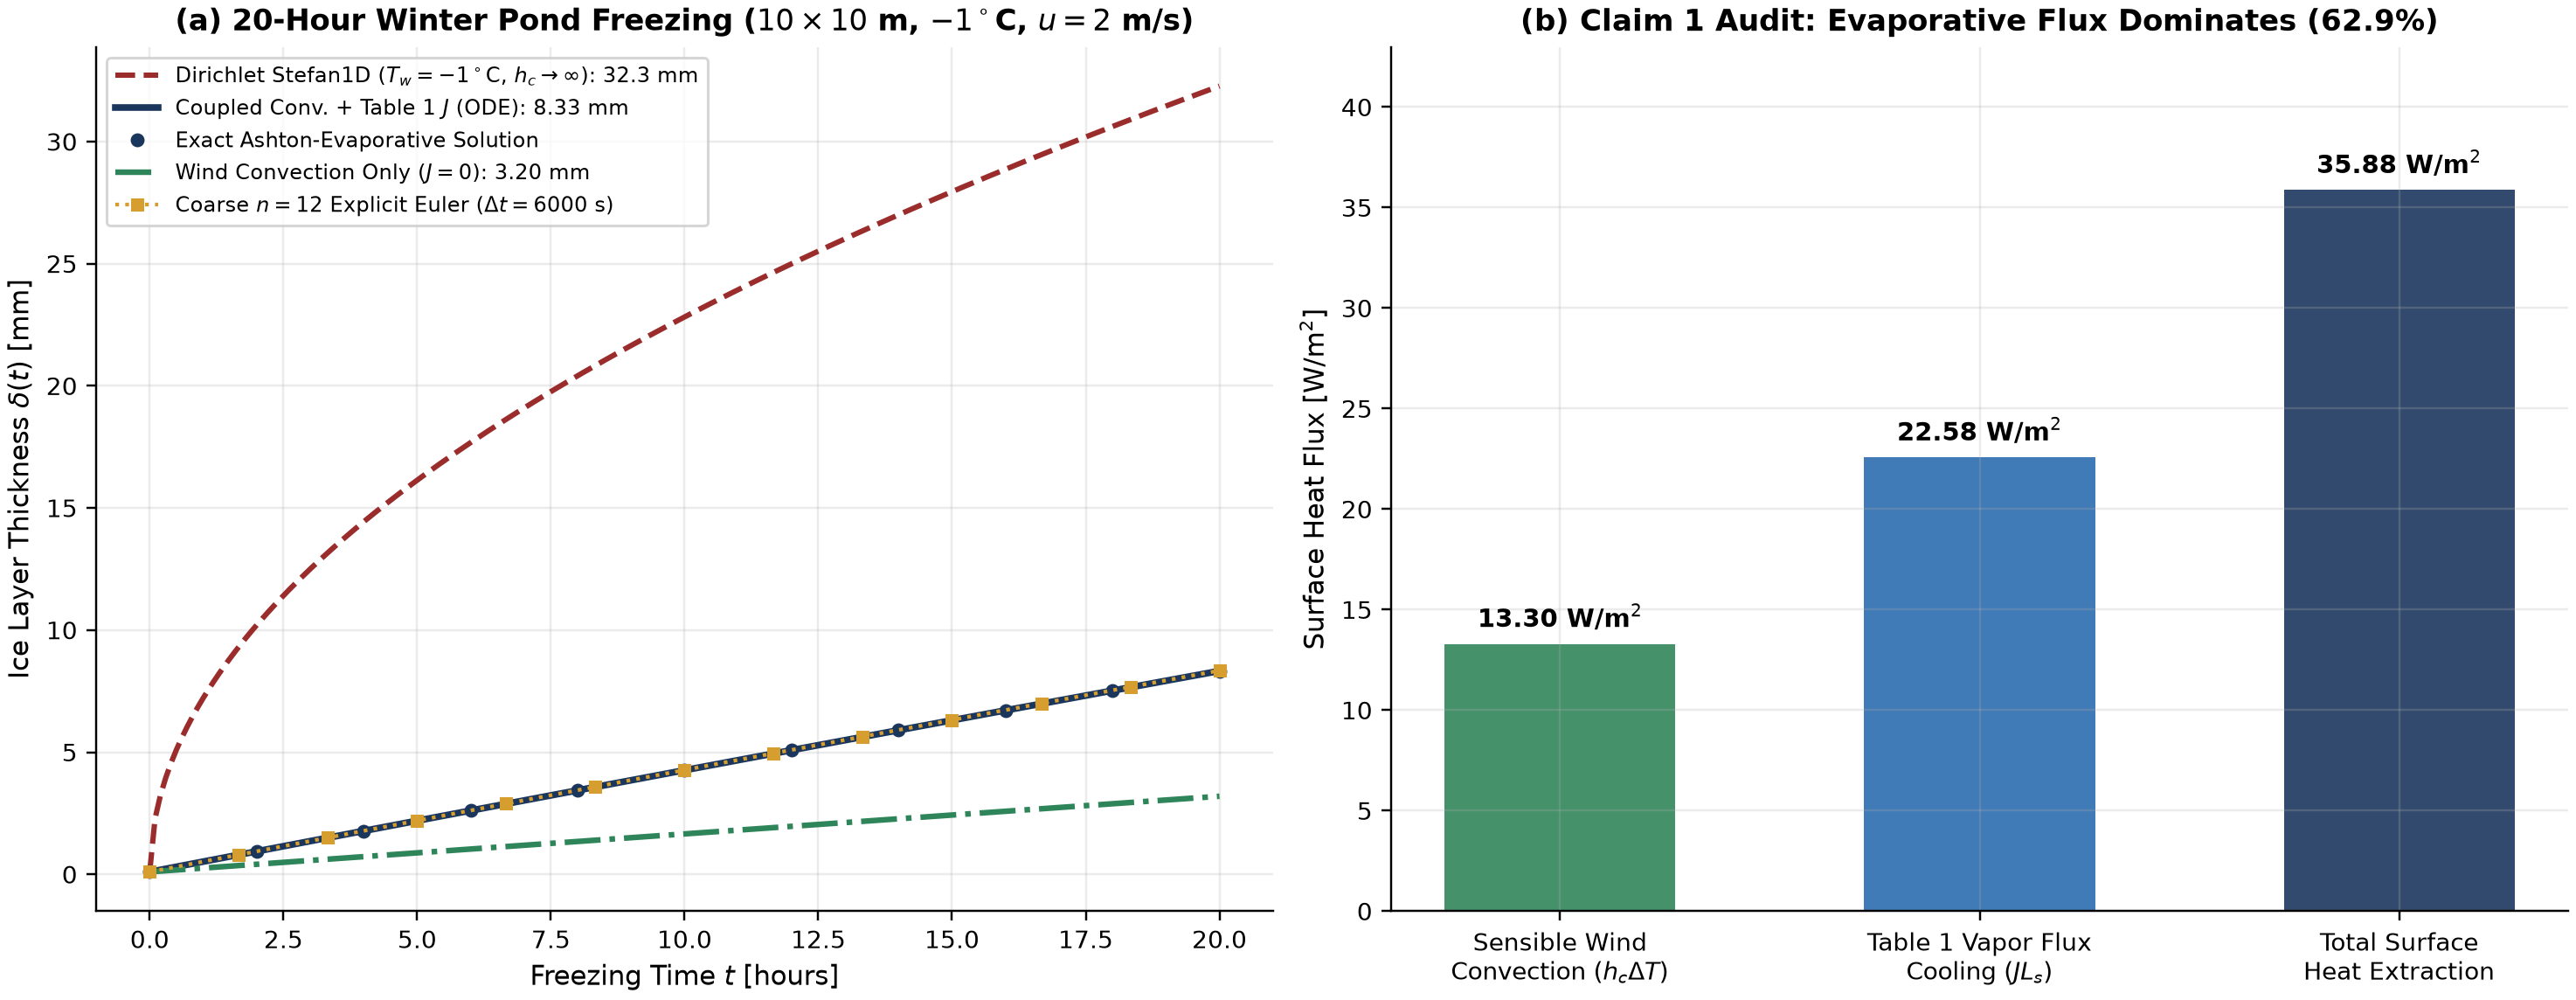 (a) 20-Hour Winter Pond Freezing (10 × 10 m, −1°C, u = 2 m/s)
Dirichlet Stefan1D (T_w = −1°C, h_c → ∞): 32.3 mm
Coupled Conv. + Table 1 J (ODE): 8.33 mm
Exact Ashton-Evaporative Solution
Wind Convection Only (J = 0): 3.20 mm
Coarse n = 12 Explicit Euler (Δt = 6000 s)
Ice Layer Thickness δ(t) [mm]
30
25
20
15
10
5
0
0.0 2.5 5.0 7.5 10.0 12.5 15.0 17.5 20.0
Freezing Time t [hours]
(b) Claim 1 Audit: Evaporative Flux Dominates (62.9%)
Surface Heat Flux [W/m²]
40
35
30
25
20
15
10
5
0
13.30 W/m²
22.58 W/m²
35.88 W/m²
Sensible Wind
Convection (h_cΔT)
Table 1 Vapor Flux
Cooling (JL_s)
Total Surface
Heat Extraction